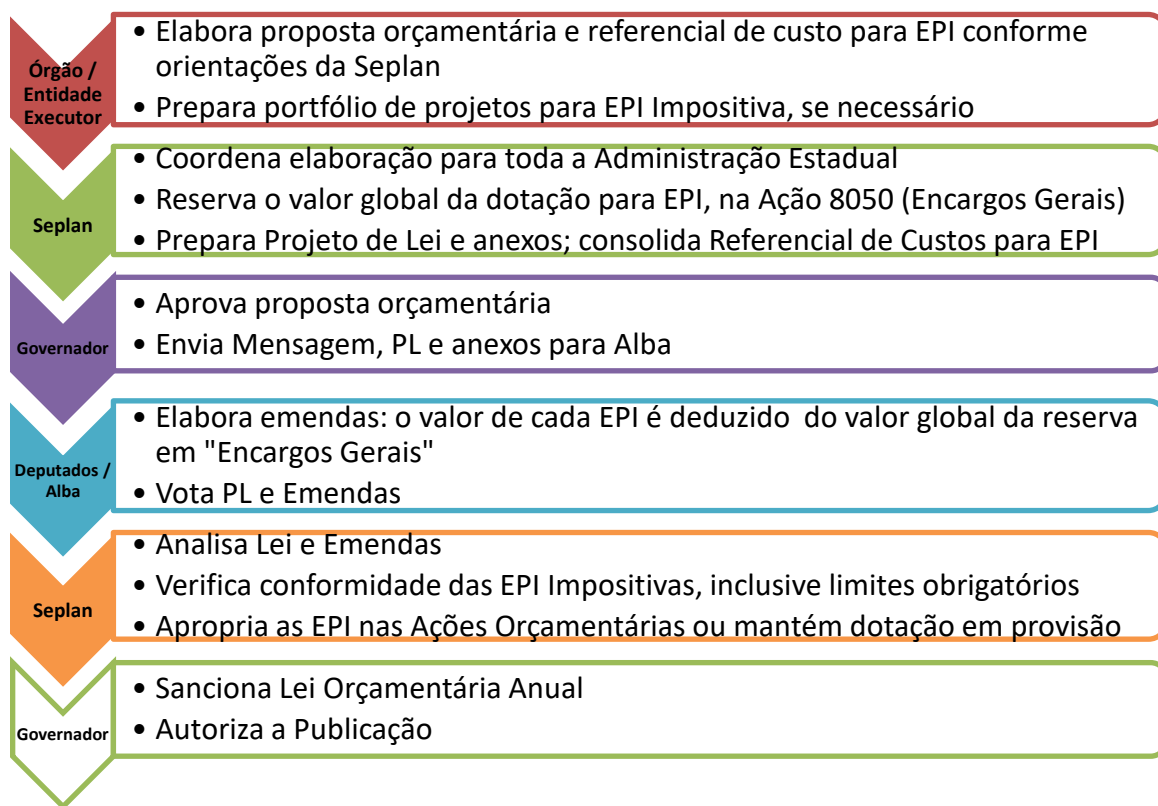 Órgão /
Entidade
Executor
• Elabora proposta orçamentária e referencial de custo para EPI conforme
orientações da Seplan
• Prepara portfólio de projetos para EPI Impositiva, se necessário
Seplan
• Coordena elaboração para toda a Administração Estadual
• Reserva o valor global da dotação para EPI, na Ação 8050 (Encargos Gerais)
• Prepara Projeto de Lei e anexos; consolida Referencial de Custos para EPI
Governador
• Aprova proposta orçamentária
• Envia Mensagem, PL e anexos para Alba
Deputados /
Alba
• Elabora emendas: o valor de cada EPI é deduzido do valor global da reserva
em "Encargos Gerais"
• Vota PL e Emendas
Seplan
• Analisa Lei e Emendas
• Verifica conformidade das EPI Impositivas, inclusive limites obrigatórios
• Apropria as EPI nas Ações Orçamentárias ou mantém dotação em provisão
Governador
• Sanciona Lei Orçamentária Anual
• Autoriza a Publicação